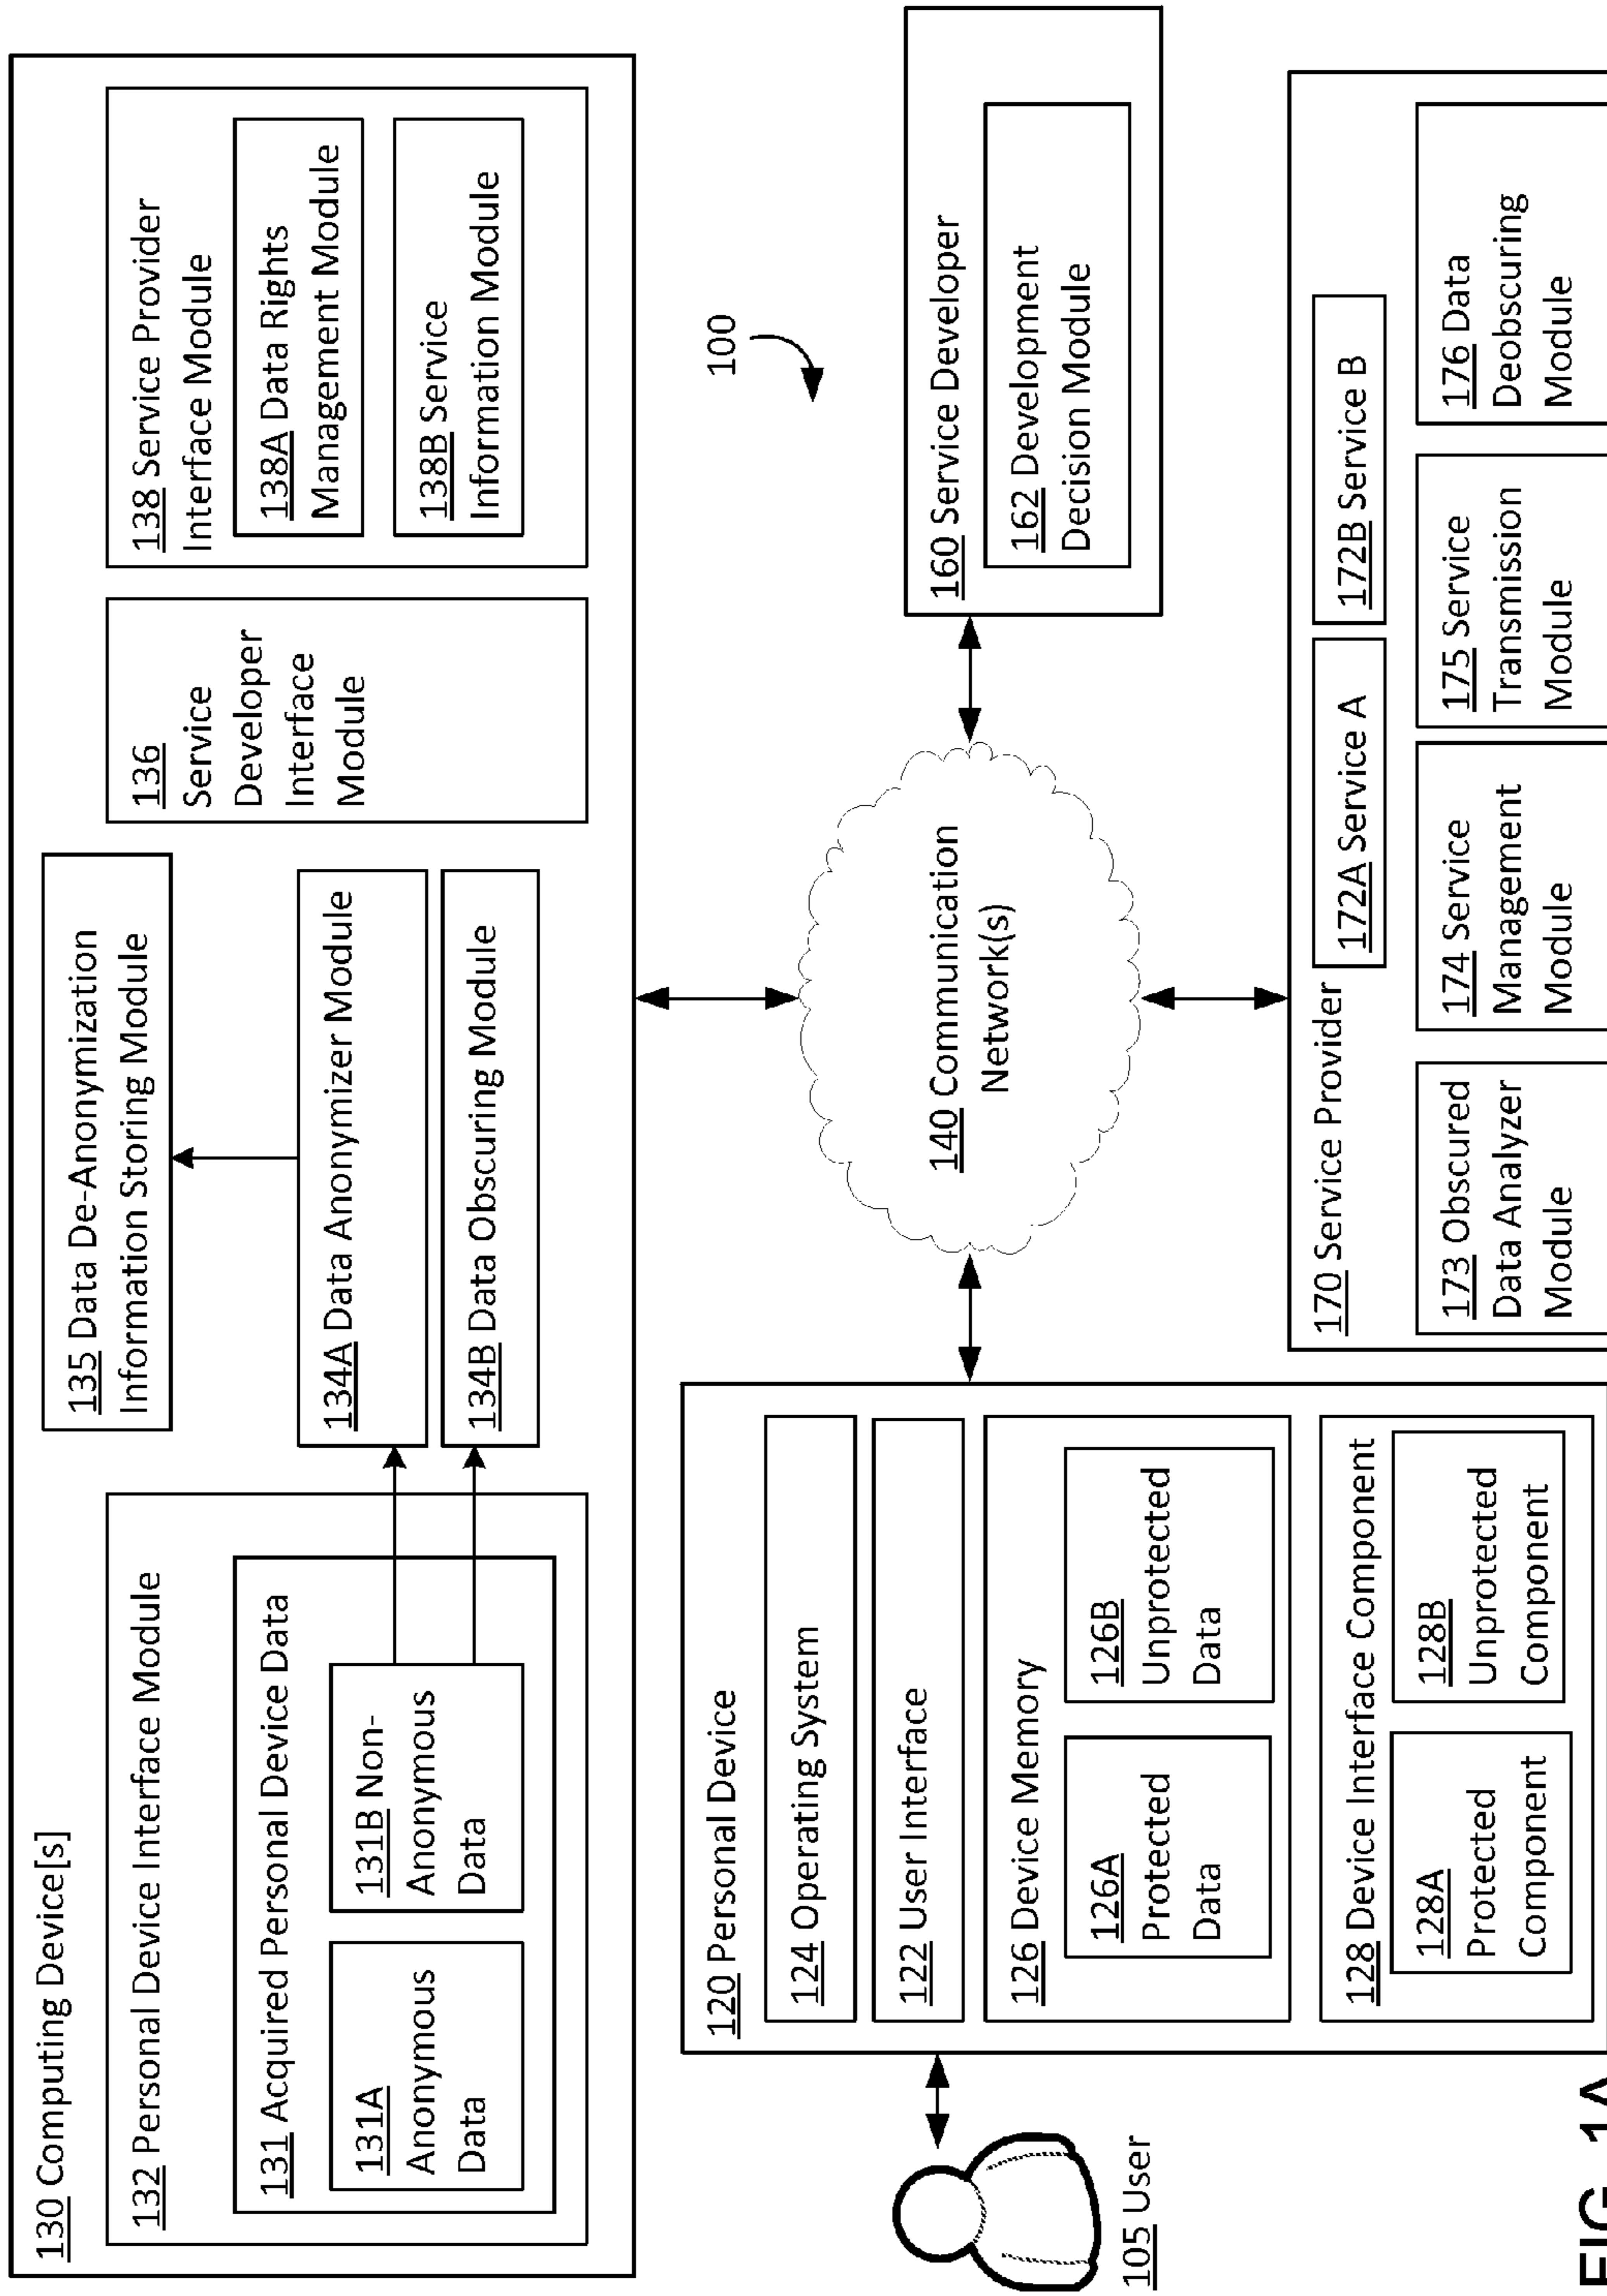 130 Computing Device[s]
132 Personal Device Interface Module
131 Acquired Personal Device Data
131A
Anonymous
Data
131B Non-
Anonymous
Data
135 Data De-Anonymization
Information Storing Module
134A Data Anonymizer Module
134B Data Obscuring Module
136
Service
Developer
Interface
Module
138 Service Provider
Interface Module
138A Data Rights
Management Module
138B Service
Information Module
100
105 User
120 Personal Device
124 Operating System
122 User Interface
126 Device Memory
126A
Protected
Data
126B
Unprotected
Data
128 Device Interface Component
128A
Protected
Component
128B
Unprotected
Component
140 Communication
Network(s)
160 Service Developer
162 Development
Decision Module
170 Service Provider
172A Service A
172B Service B
173 Obscured
Data Analyzer
Module
174 Service
Management
Module
175 Service
Transmission
Module
176 Data
Deobscuring
Module
FIG. 1A